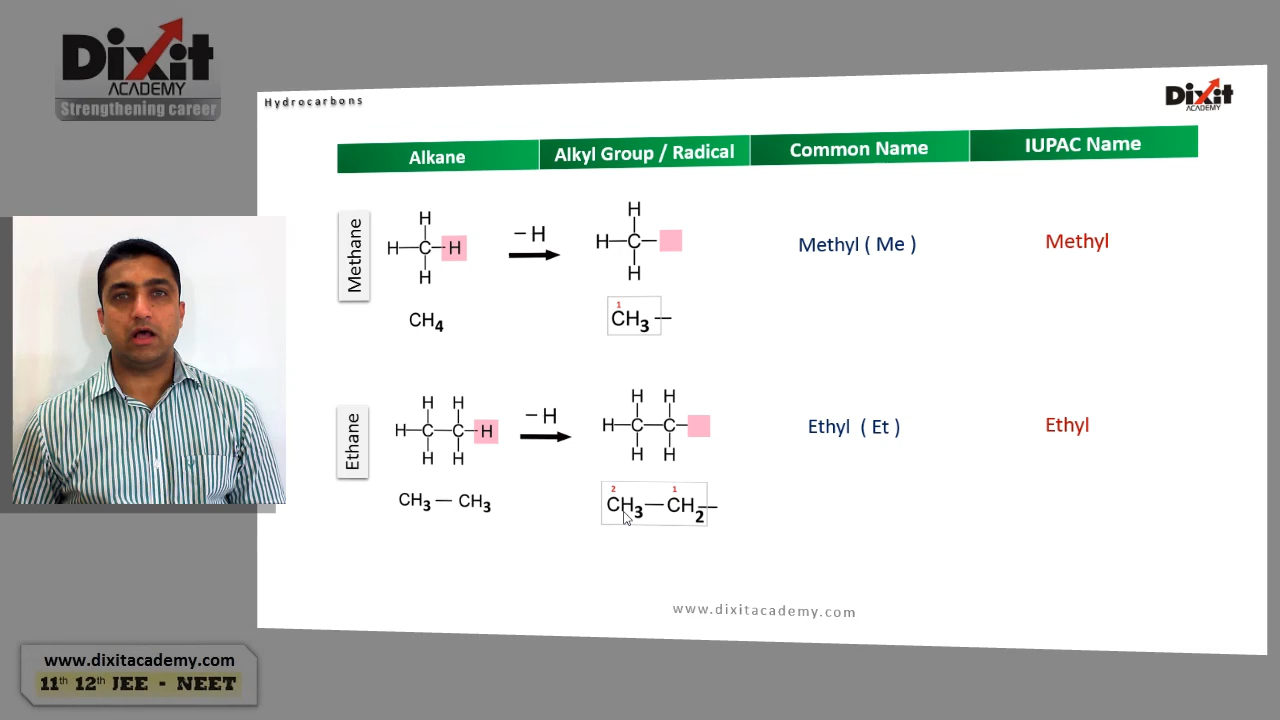 Dixit
ACADEMY
Strengthening career
Hydrocarbons
Dixit
ACADEMY
Alkane
Alkyl Group / Radical
Common Name
IUPAC Name
Methane
H
H—C—H
H
– H
H
H—C—
H
Methyl ( Me )
Methyl
CH4
1
CH3 —
Ethane
H H
H—C—C—H
H H
– H
H H
H—C—C—
H H
Ethyl ( Et )
Ethyl
CH3 — CH3
2 1
CH3—CH2—
www.dixitacademy.com
www.dixitacademy.com
11th 12th JEE - NEET